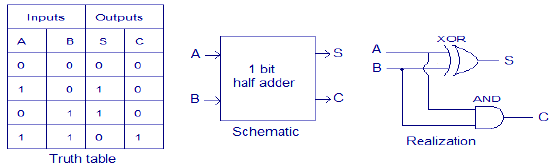 Inputs Outputs
A B S C
0 0 0 0
1 0 1 0
0 1 1 0
1 1 0 1
Truth table
A
B
1 bit
half adder
S
C
Schematic
XOR
A
B
S
AND
C
Realization